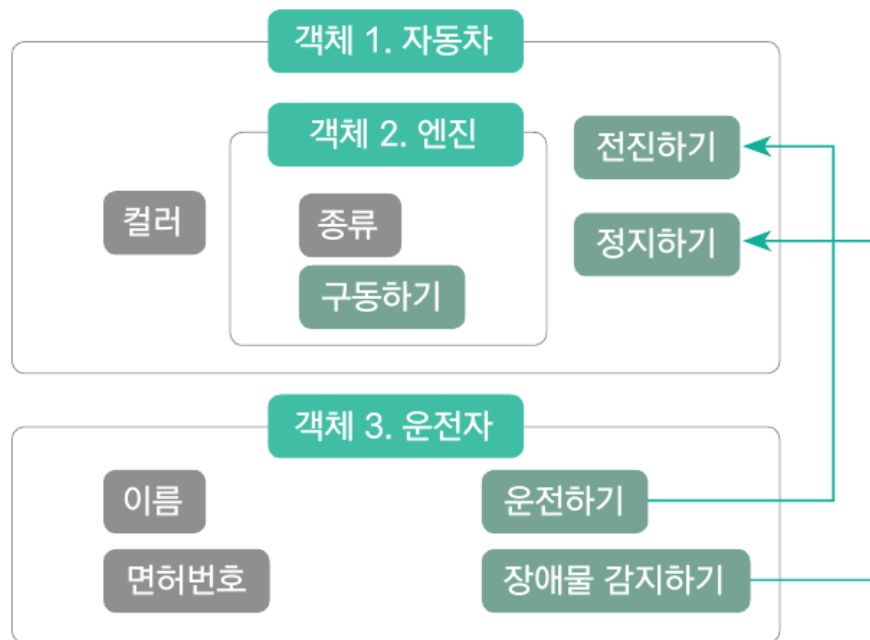 객체 1. 자동차
객체 2. 엔진
전진하기
컬러
종류
정지하기
구동하기
객체 3. 운전자
이름
운전하기
면허번호
장애물 감지하기